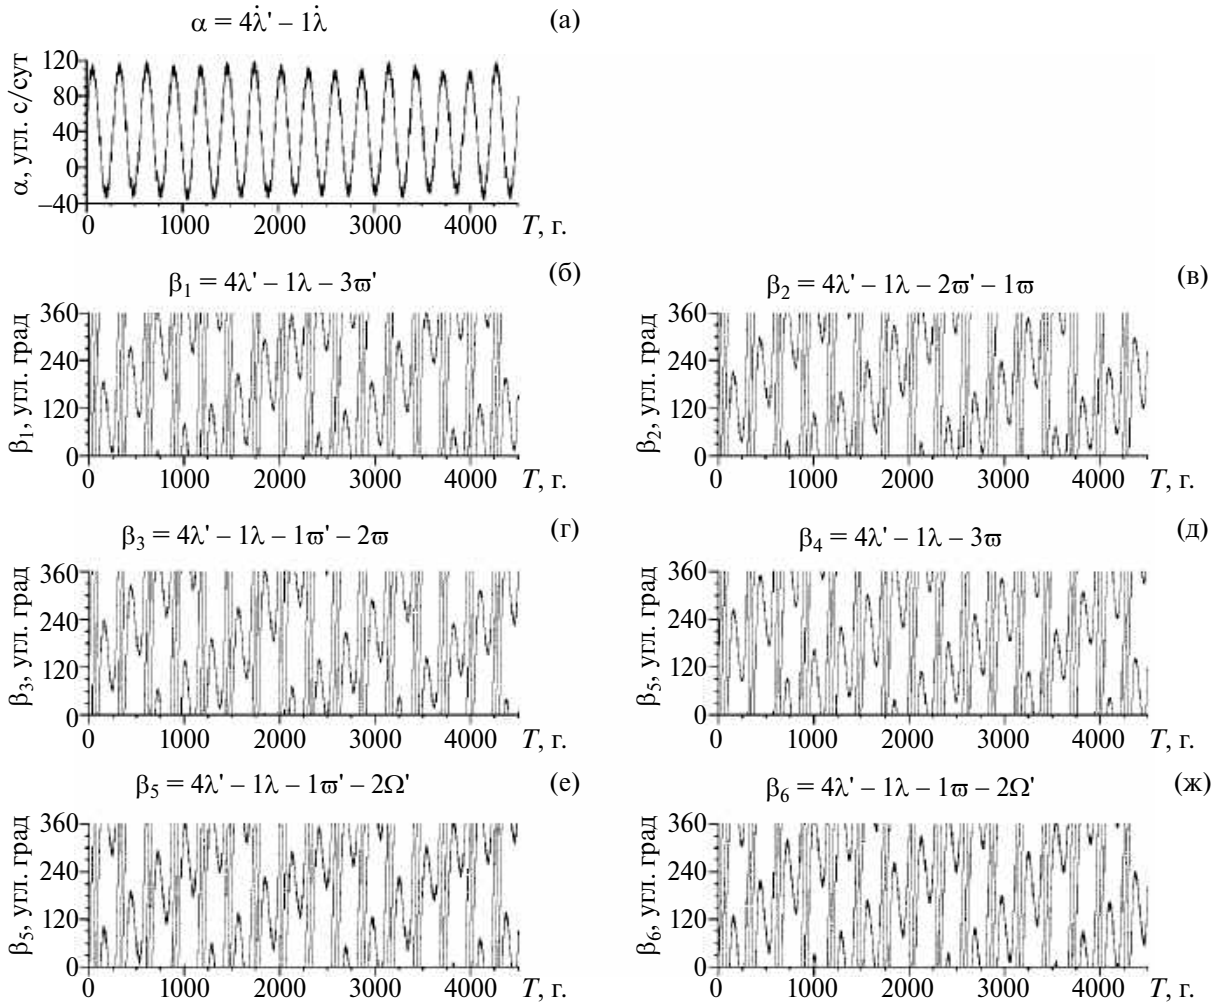 α = 4λ̇' – 1λ̇
(а)
α, угл. с/сут
120
80
40
0
–40
0 1000 2000 3000 4000 T, г.
β₁ = 4λ' – 1λ – 3ϖ'
(б)
β₁, угл. град
360
240
120
0
0 1000 2000 3000 4000 T, г.
β₂ = 4λ' – 1λ – 2ϖ' – 1ϖ
(в)
β₂, угл. град
360
240
120
0
0 1000 2000 3000 4000 T, г.
β₃ = 4λ' – 1λ – 1ϖ' – 2ϖ
(г)
β₃, угл. град
360
240
120
0
0 1000 2000 3000 4000 T, г.
β₄ = 4λ' – 1λ – 3ϖ
(д)
β₅, угл. град
360
240
120
0
0 1000 2000 3000 4000 T, г.
β₅ = 4λ' – 1λ – 1ϖ' – 2Ω'
(е)
β₅, угл. град
360
240
120
0
0 1000 2000 3000 4000 T, г.
β₆ = 4λ' – 1λ – 1ϖ – 2Ω'
(ж)
β₆, угл. град
360
240
120
0
0 1000 2000 3000 4000 T, г.